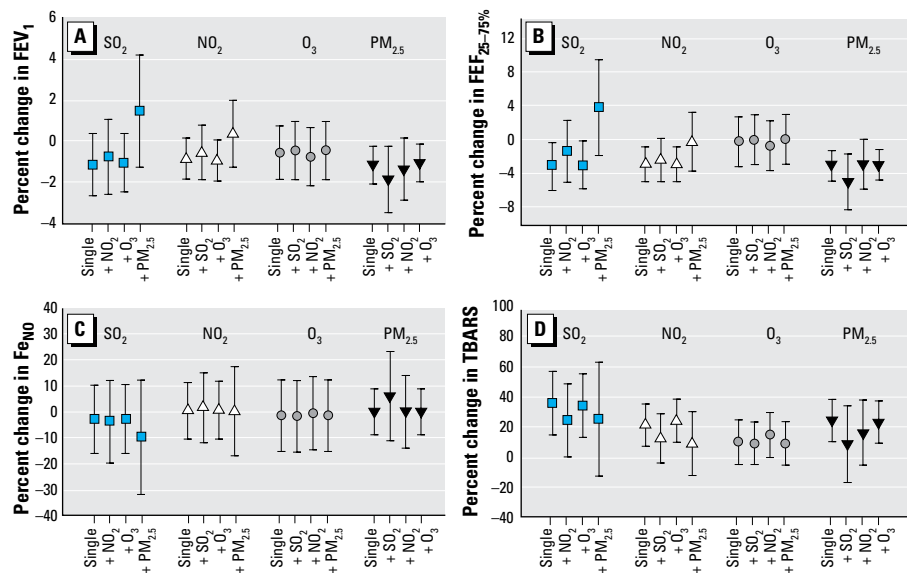 A
SO2 NO2 O3 PM2.5
Percent change in FEV1
6
4
2
0
−2
−4
Single
+ NO2
+ O3
+ PM2.5
Single
+ SO2
+ O3
+ PM2.5
Single
+ SO2
+ NO2
+ PM2.5
Single
+ SO2
+ NO2
+ O3
B
SO2 NO2 O3 PM2.5
Percent change in FEF25–75%
12
8
4
0
−4
−8
Single
+ NO2
+ O3
+ PM2.5
Single
+ SO2
+ O3
+ PM2.5
Single
+ SO2
+ NO2
+ PM2.5
Single
+ SO2
+ NO2
+ O3
C
SO2 NO2 O3 PM2.5
Percent change in FeNO
40
30
20
10
0
−10
−20
−30
−40
Single
+ NO2
+ O3
+ PM2.5
Single
+ SO2
+ O3
+ PM2.5
Single
+ SO2
+ NO2
+ PM2.5
Single
+ SO2
+ NO2
+ O3
D
SO2 NO2 O3 PM2.5
Percent change in TBARS
100
80
60
40
20
0
−20
−40
Single
+ NO2
+ O3
+ PM2.5
Single
+ SO2
+ O3
+ PM2.5
Single
+ SO2
+ NO2
+ PM2.5
Single
+ SO2
+ NO2
+ O3